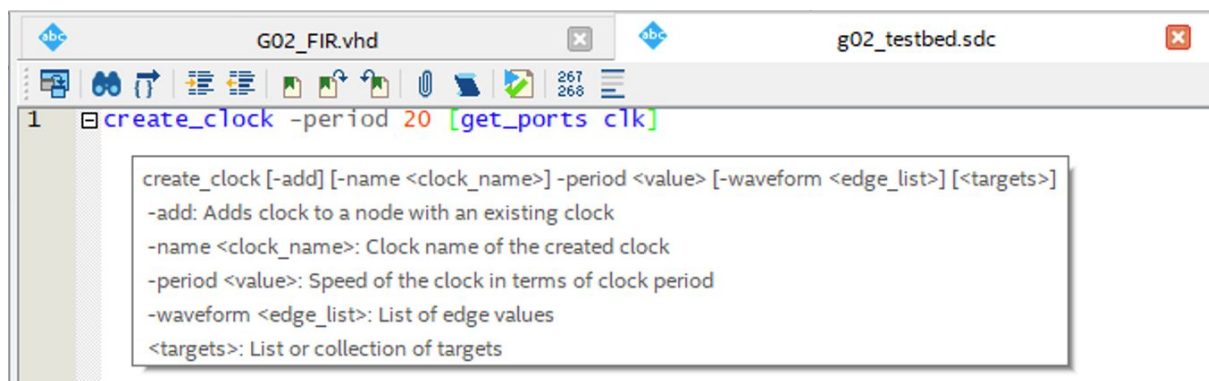 abc G02_FIR.vhd abc g02_testbed.sdc
267
268
1 create_clock -period 20 [get_ports clk]
create_clock [-add] [-name <clock_name>] -period <value> [-waveform <edge_list>] [<targets>]
-add: Adds clock to a node with an existing clock
-name <clock_name>: Clock name of the created clock
-period <value>: Speed of the clock in terms of clock period
-waveform <edge_list>: List of edge values
<targets>: List or collection of targets